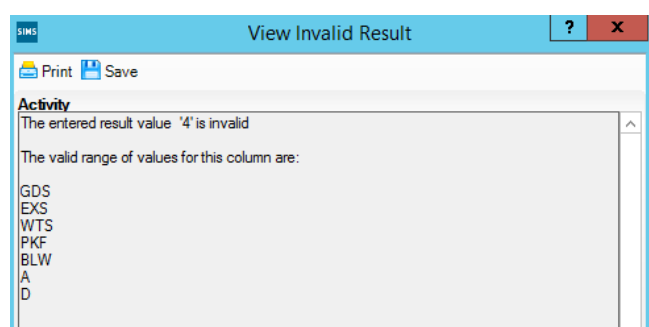 SIMS
View Invalid Result
? x
Print Save
Activity
The entered result value '4' is invalid
The valid range of values for this column are:
GDS
EXS
WTS
PKF
BLW
A
D